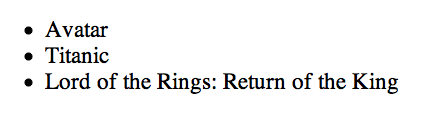 • Avatar
• Titanic
• Lord of the Rings: Return of the King